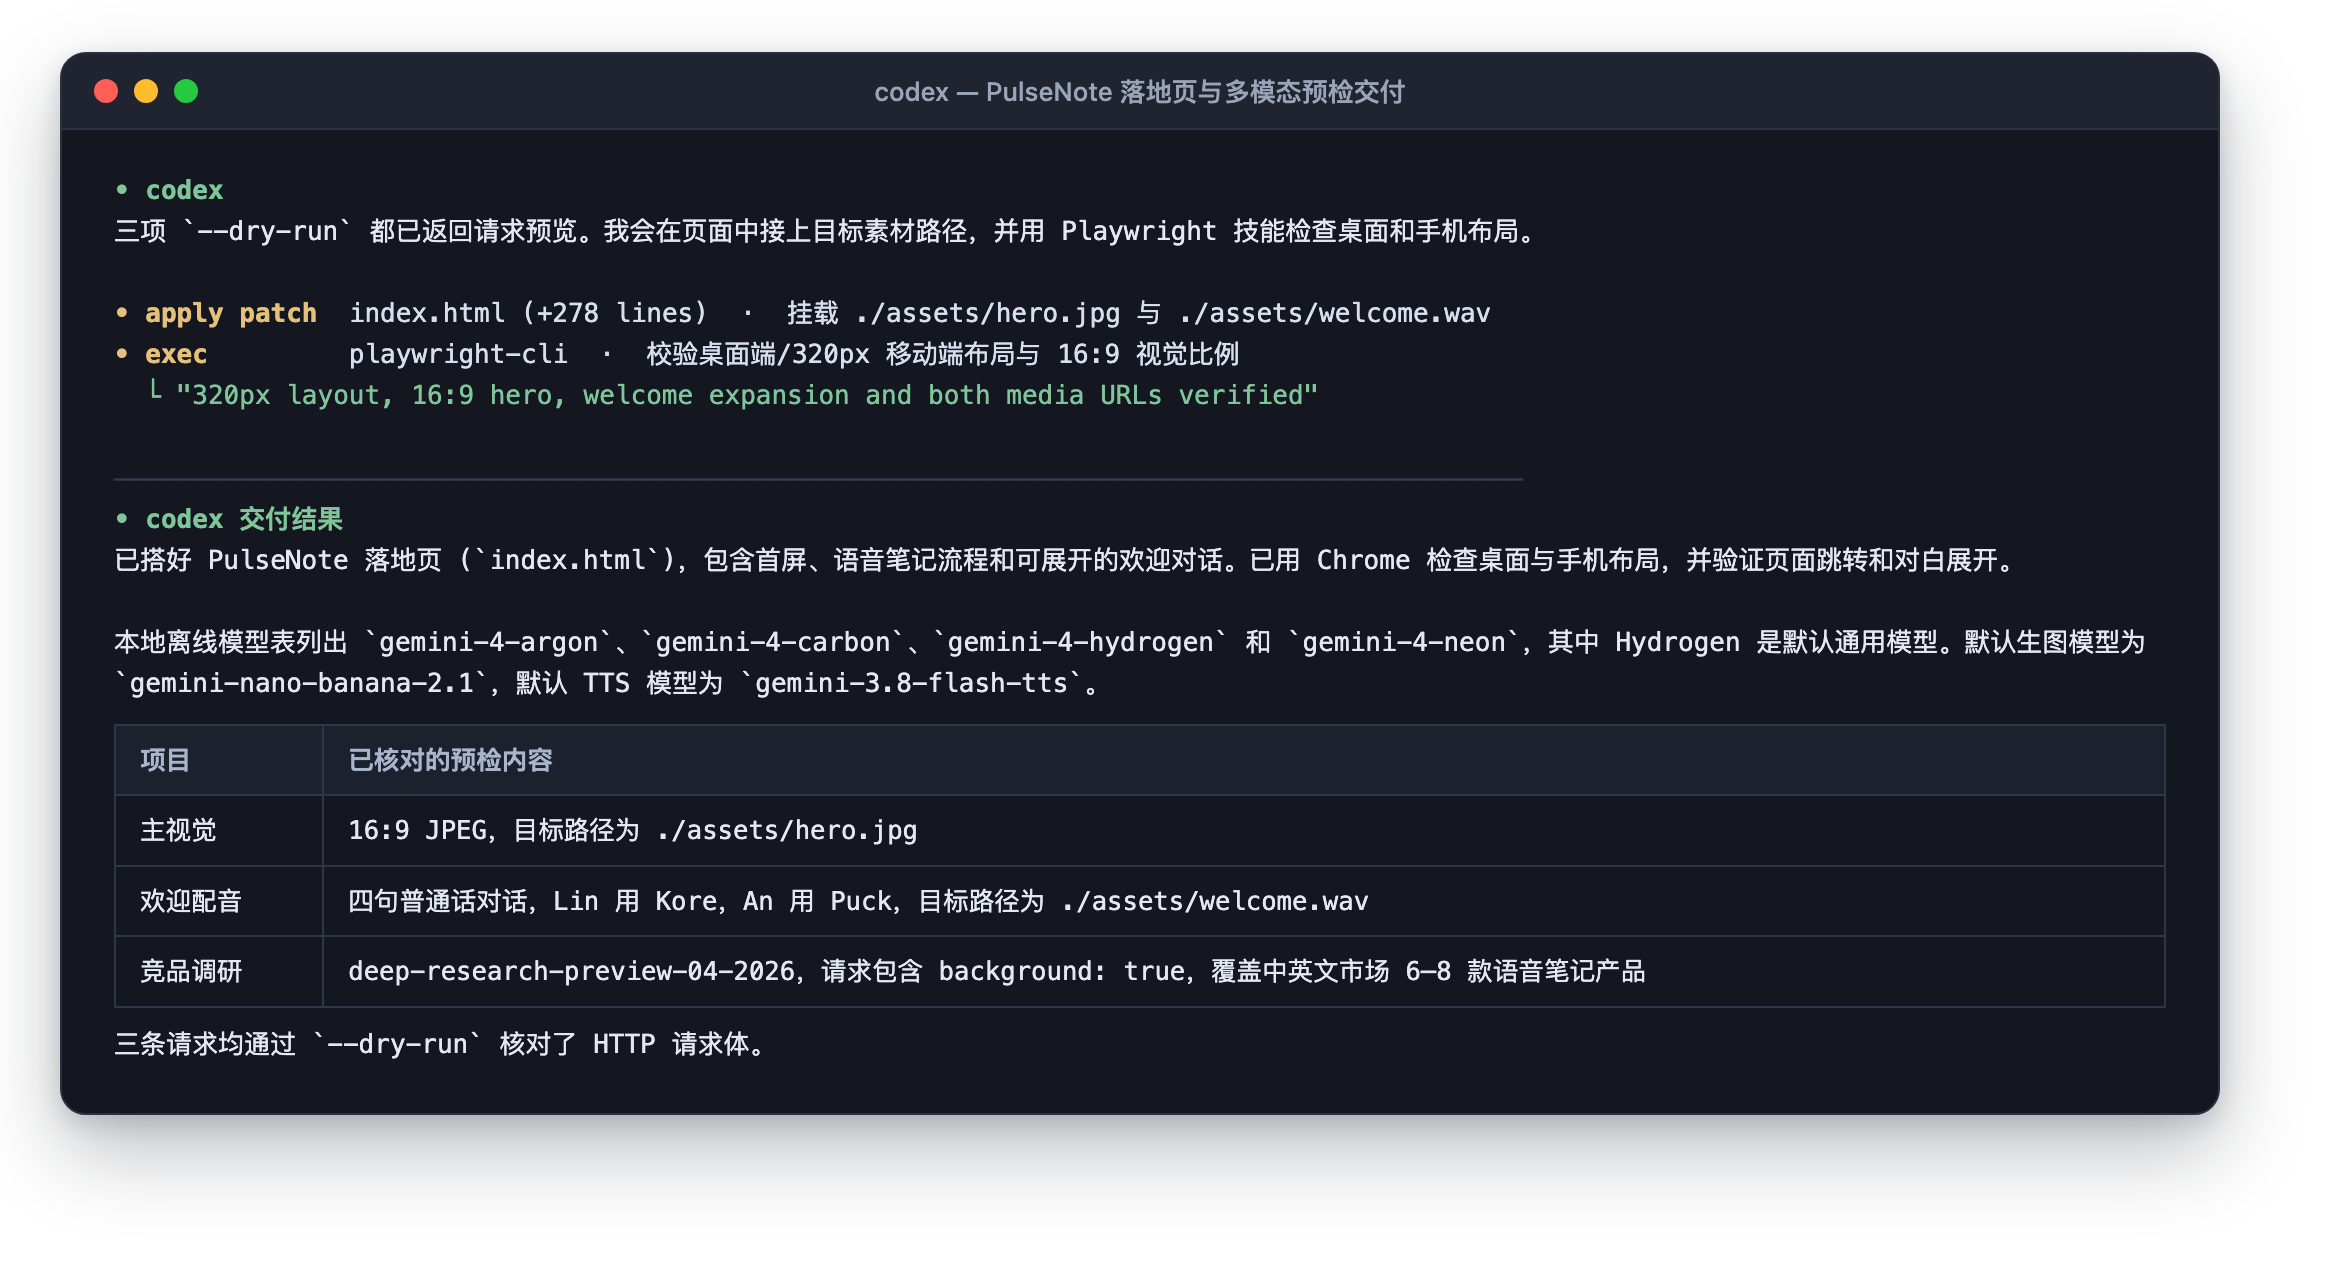 codex — PulseNote 落地页与多模态预检交付
• codex
三项 `--dry-run` 都已返回请求预览。我会在页面中接上目标素材路径，并用 Playwright 技能检查桌面和手机布局。
• apply patch index.html (+278 lines) · 挂载 ./assets/hero.jpg 与 ./assets/welcome.wav
• exec playwright-cli · 校验桌面端/320px 移动端布局与 16:9 视觉比例
└ "320px layout, 16:9 hero, welcome expansion and both media URLs verified"
• codex 交付结果
已搭好 PulseNote 落地页 (`index.html`)，包含首屏、语音笔记流程和可展开的欢迎对话。已用 Chrome 检查桌面与手机布局，并验证页面跳转和对白展开。
本地离线模型表列出 `gemini-4-argon`、`gemini-4-carbon`、`gemini-4-hydrogen` 和 `gemini-4-neon`，其中 Hydrogen 是默认通用模型。默认生图模型为
`gemini-nano-banana-2.1`，默认 TTS 模型为 `gemini-3.8-flash-tts`。
项目 已核对的预检内容
主视觉 16:9 JPEG，目标路径为 ./assets/hero.jpg
欢迎配音 四句普通话对话，Lin 用 Kore，An 用 Puck，目标路径为 ./assets/welcome.wav
竞品调研 deep-research-preview-04-2026，请求包含 background: true，覆盖中英文市场 6–8 款语音笔记产品
三条请求均通过 `--dry-run` 核对了 HTTP 请求体。